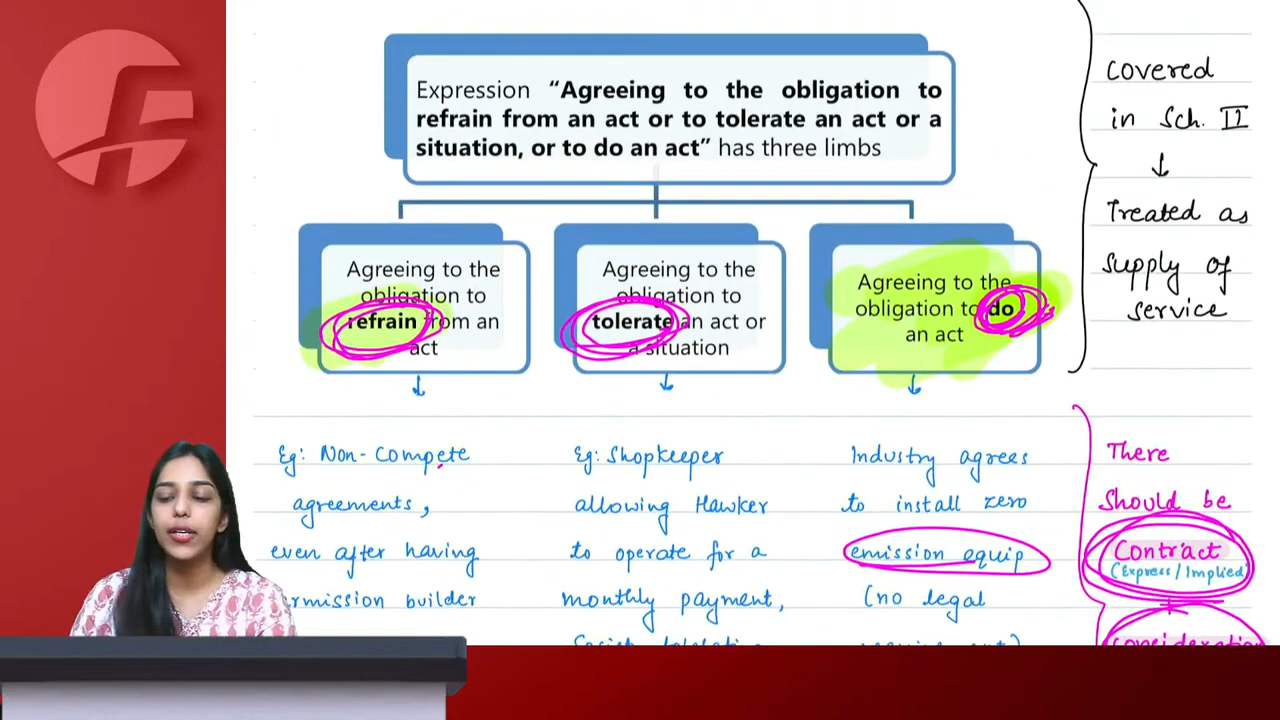 Expression “Agreeing to the obligation to
refrain from an act or to tolerate an act or a
situation, or to do an act” has three limbs
Agreeing to the
obligation to
refrain from an
act
Agreeing to the
obligation to
tolerate an act or
a situation
Agreeing to the
obligation to do
an act
covered
in Sch. II
↓
Treated as
supply of
service
Eg: Non-Compete
agreements,
even after having
rmission builder
Eg: Shopkeeper
allowing Hawker
to operate for a
monthly payment,
Industry agrees
to install zero
emission equip
(no legal
There
should be
Contract
(Express/Implied)
+
consideration